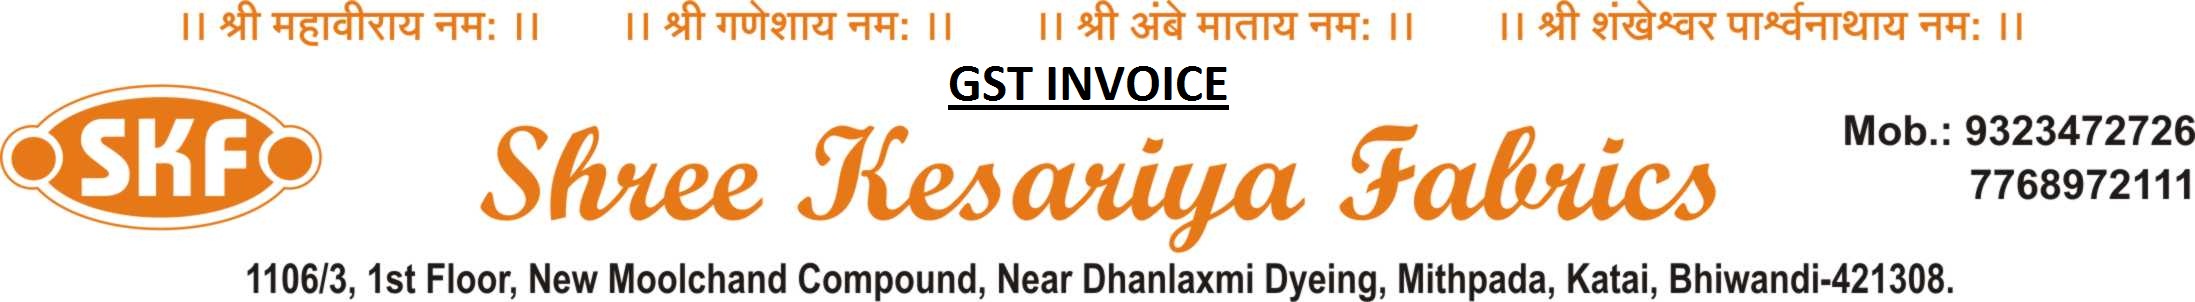 ।। श्री महावीराय नम: ।। ।। श्री गणेशाय नम: ।। ।। श्री अंबे माताय नम: ।। ।। श्री शंखेश्वर पार्श्वनाथाय नम: ।।
GST INVOICE
SKF
Shree Kesariya Fabrics
Mob.: 9323472726
7768972111
1106/3, 1st Floor, New Moolchand Compound, Near Dhanlaxmi Dyeing, Mithpada, Katai, Bhiwandi-421308.